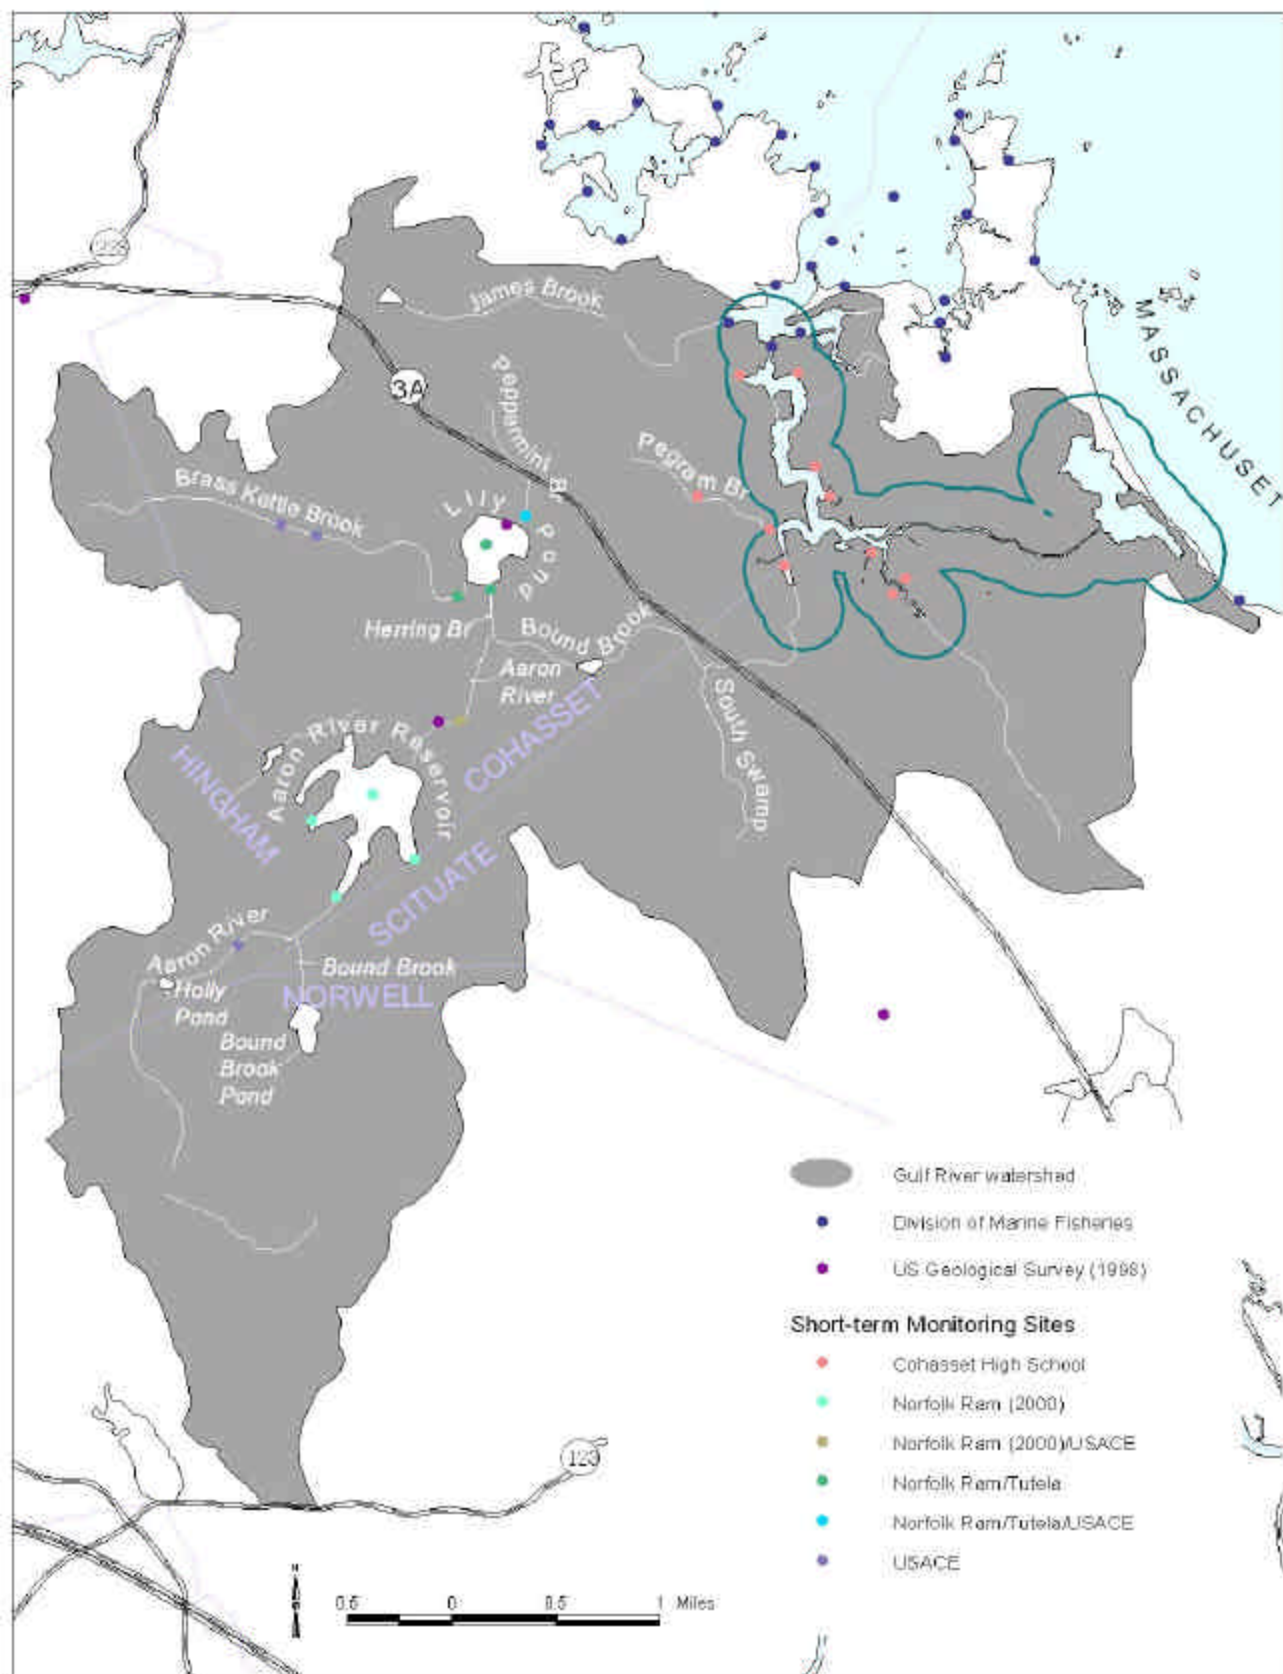 228
James Brook
MASSACHUSET
3A
Peppermint Br
Pegram Br
Brass Kettle Brook
Lily Pond
Herring Br
Bound Brook
Aaron
River
South Swamp
COHASSET
Aaron River Reservoir
HINGHAM
SCITUATE
Aaron River
Bound Brook
Holly
Pond
NORWELL
Bound
Brook
Pond
Gulf River watershed
Division of Marine Fisheries
US Geological Survey (1998)
Short-term Monitoring Sites
Cohasset High School
Norfolk Ram (2000)
Norfolk Ram (2000)/USACE
Norfolk Ram/Tutela
Norfolk Ram/Tutela/USACE
USACE
123
N
S
0.5 0 0.5 1 Miles